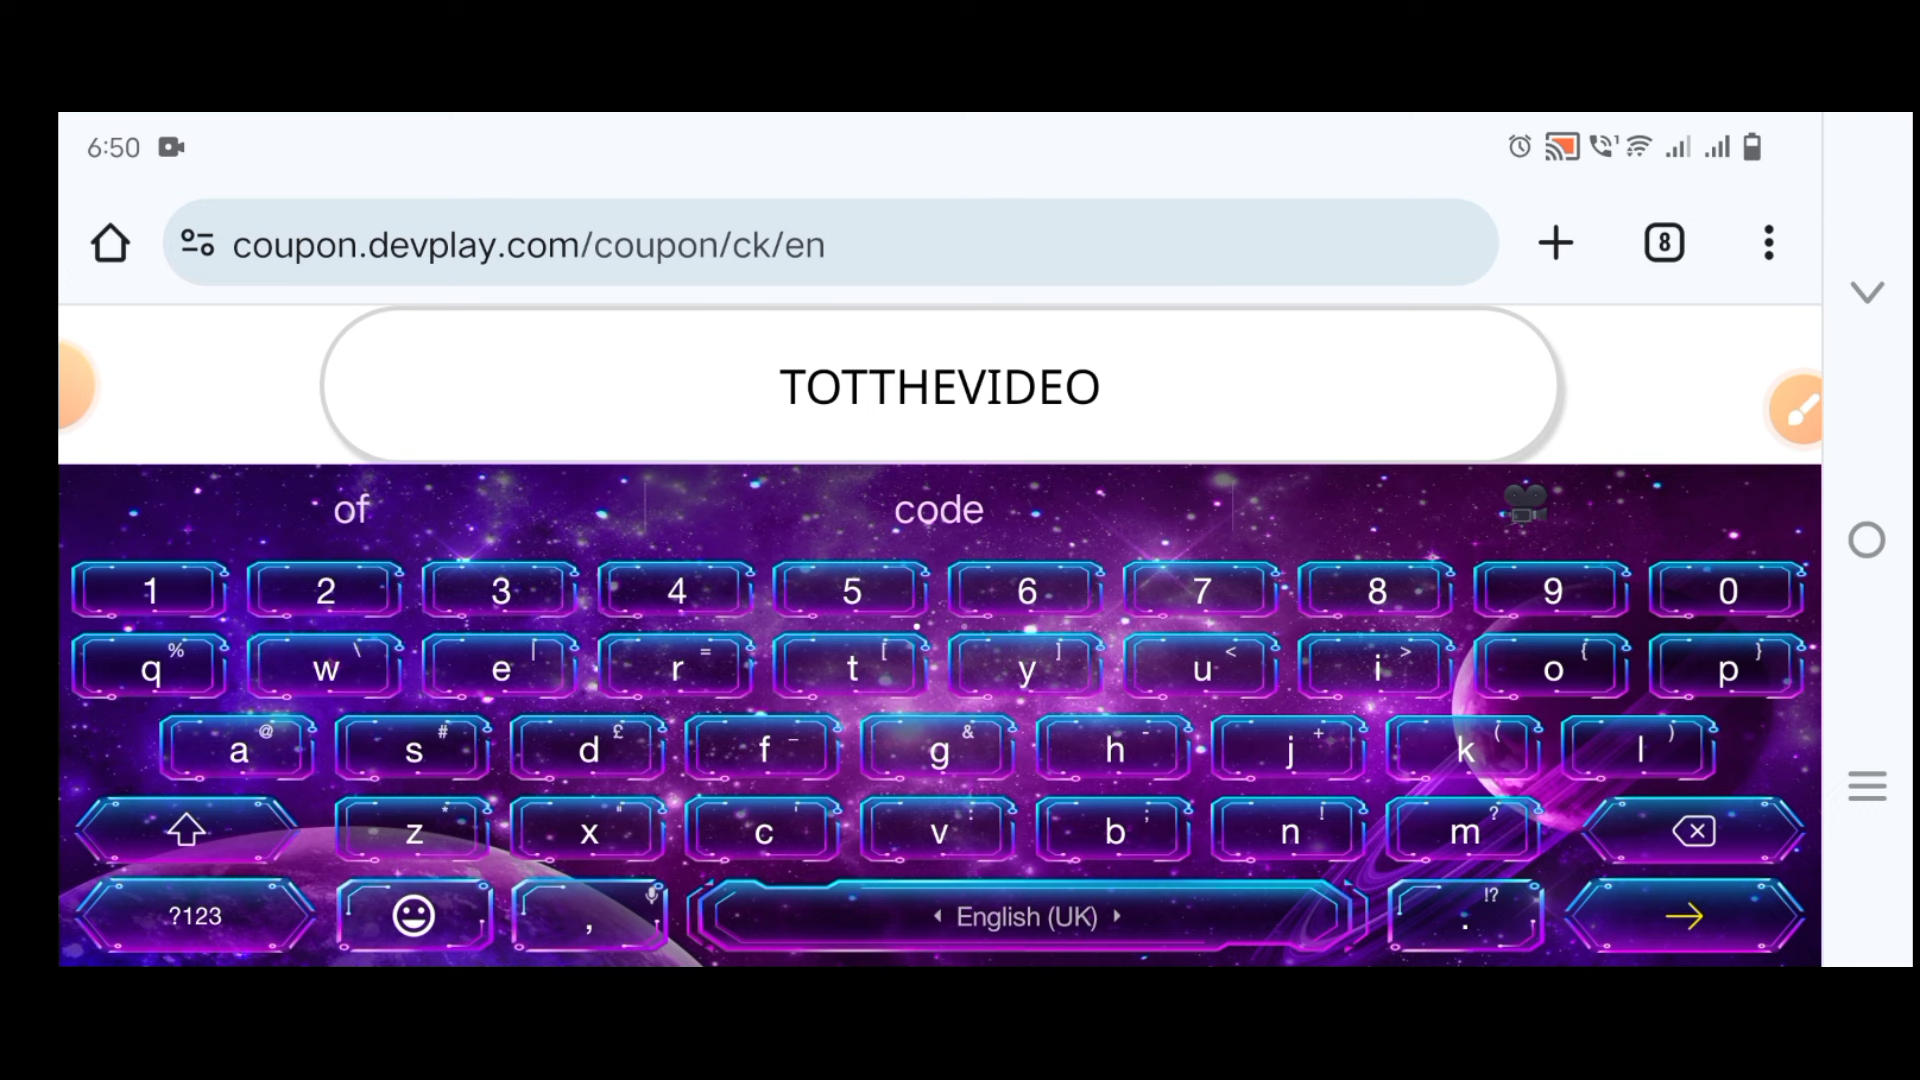 6:50
coupon.devplay.com/coupon/ck/en
8
TOTTHEVIDEO
of code
1 2 3 4 5 6 7 8 9 0
q % w \ e | r = t [ y ] u < i > o { p }
a @ s # d £ f _ g & h - j + k ( l )
z * x " c ' v : b ; n ! m ?
?123 , English (UK) . !?